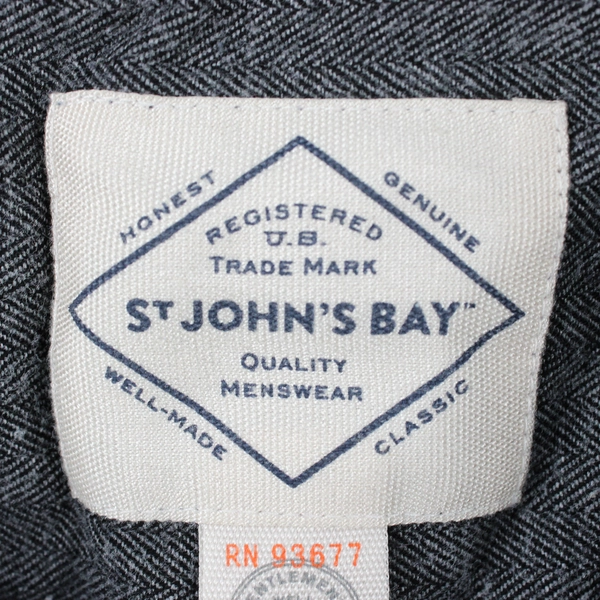 HONEST
GENUINE
REGISTERED
U.S.
TRADE MARK
ST JOHN'S BAY™
QUALITY
MENSWEAR
WELL-MADE
CLASSIC
RN 93677